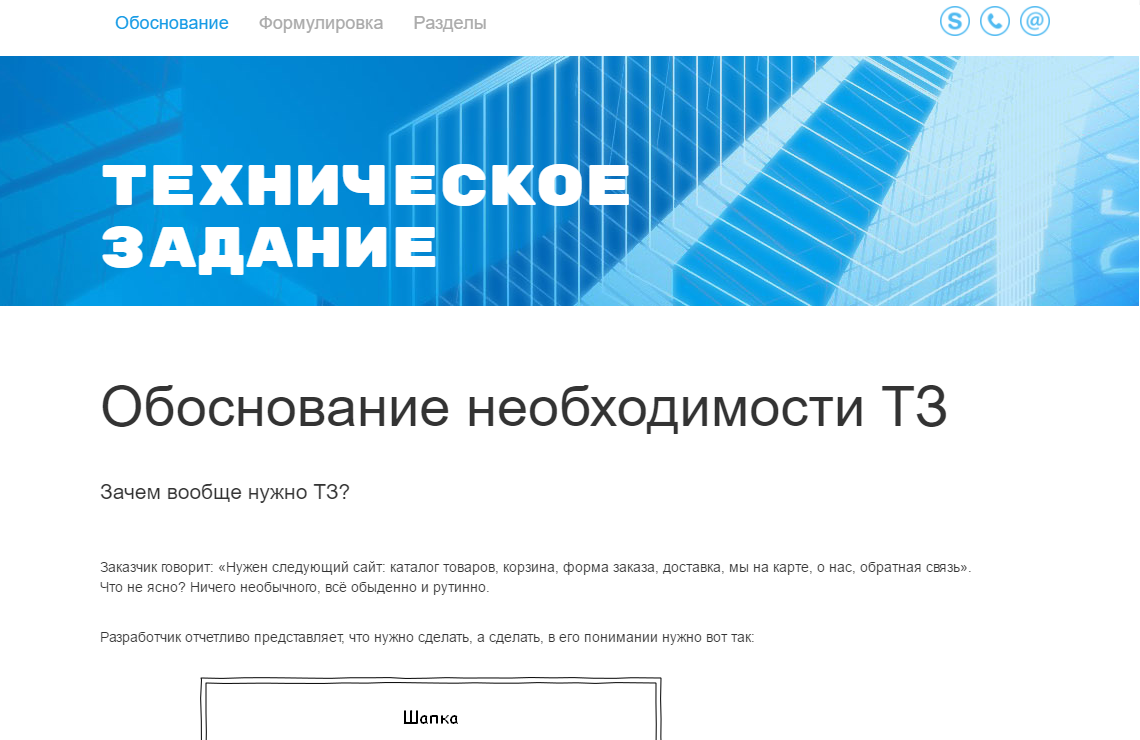 Обоснование Формулировка Разделы
ТЕХНИЧЕСКОЕ
ЗАДАНИЕ
Обоснование необходимости ТЗ
Зачем вообще нужно ТЗ?
Заказчик говорит: «Нужен следующий сайт: каталог товаров, корзина, форма заказа, доставка, мы на карте, о нас, обратная связь».
Что не ясно? Ничего необычного, всё обыденно и рутинно.
Разработчик отчетливо представляет, что нужно сделать, а сделать, в его понимании нужно вот так:
Шапка